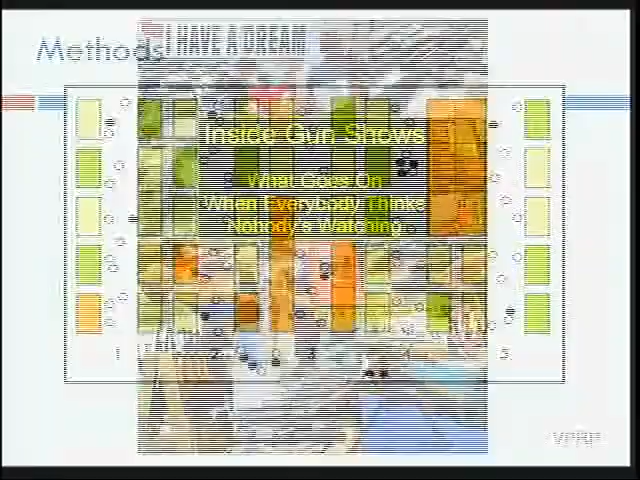 Methods
I HAVE A DREAM
Inside Gun Shows
What Goes On
When Everybody Thinks
Nobody's Watching
1 2 3 4 5
VPRP